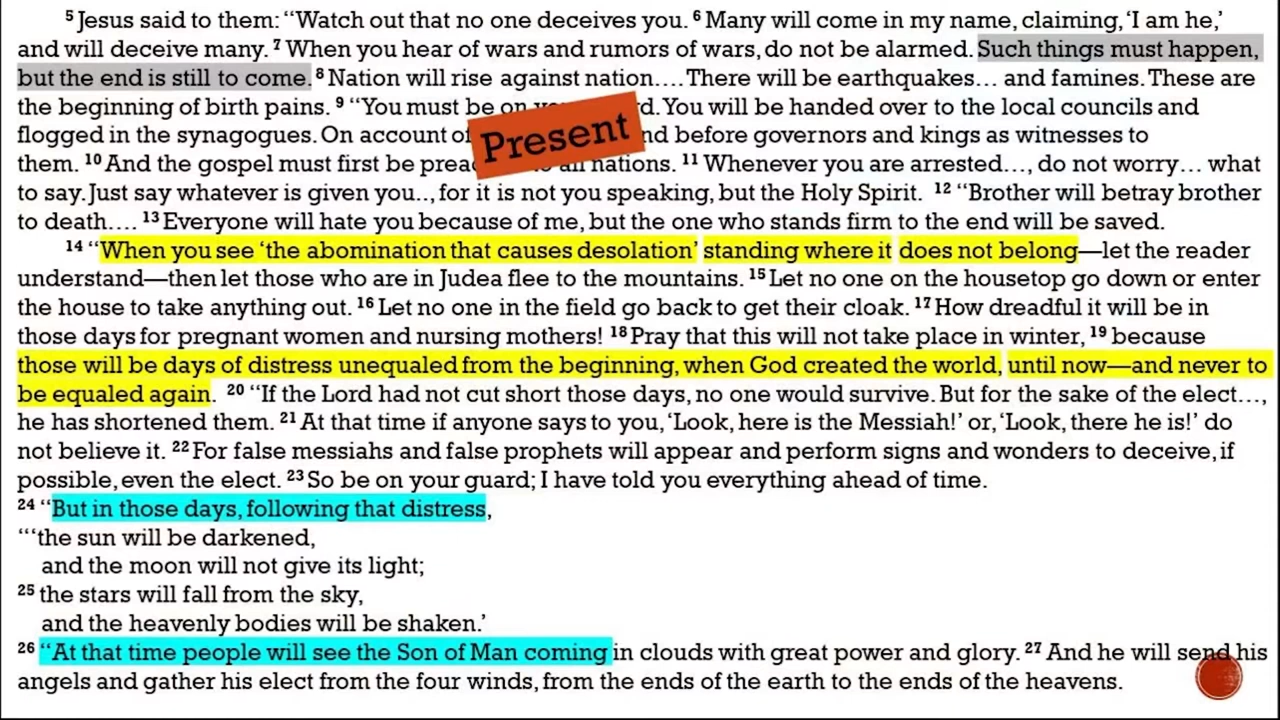 ⁵ Jesus said to them: “Watch out that no one deceives you. ⁶ Many will come in my name, claiming, ‘I am he,’
and will deceive many. ⁷ When you hear of wars and rumors of wars, do not be alarmed. Such things must happen,
but the end is still to come. ⁸ Nation will rise against nation…. There will be earthquakes… and famines. These are
the beginning of birth pains. ⁹ “You must be on d. You will be handed over to the local councils and
flogged in the synagogues. On account of nd before governors and kings as witnesses to
Present
them. ¹⁰ And the gospel must first be preac all nations. ¹¹ Whenever you are arrested…, do not worry… what
to say. Just say whatever is given you.., for it is not you speaking, but the Holy Spirit. ¹² “Brother will betray brother
to death…. ¹³ Everyone will hate you because of me, but the one who stands firm to the end will be saved.
¹⁴ “When you see ‘the abomination that causes desolation’ standing where it does not belong—let the reader
understand—then let those who are in Judea flee to the mountains. ¹⁵ Let no one on the housetop go down or enter
the house to take anything out. ¹⁶ Let no one in the field go back to get their cloak. ¹⁷ How dreadful it will be in
those days for pregnant women and nursing mothers! ¹⁸ Pray that this will not take place in winter, ¹⁹ because
those will be days of distress unequaled from the beginning, when God created the world, until now—and never to
be equaled again. ²⁰ “If the Lord had not cut short those days, no one would survive. But for the sake of the elect…,
he has shortened them. ²¹ At that time if anyone says to you, ‘Look, here is the Messiah!’ or, ‘Look, there he is!’ do
not believe it. ²² For false messiahs and false prophets will appear and perform signs and wonders to deceive, if
possible, even the elect. ²³ So be on your guard; I have told you everything ahead of time.
²⁴ “But in those days, following that distress,
“‘the sun will be darkened,
and the moon will not give its light;
²⁵ the stars will fall from the sky,
and the heavenly bodies will be shaken.’
²⁶ “At that time people will see the Son of Man coming in clouds with great power and glory. ²⁷ And he will send his
angels and gather his elect from the four winds, from the ends of the earth to the ends of the heavens.